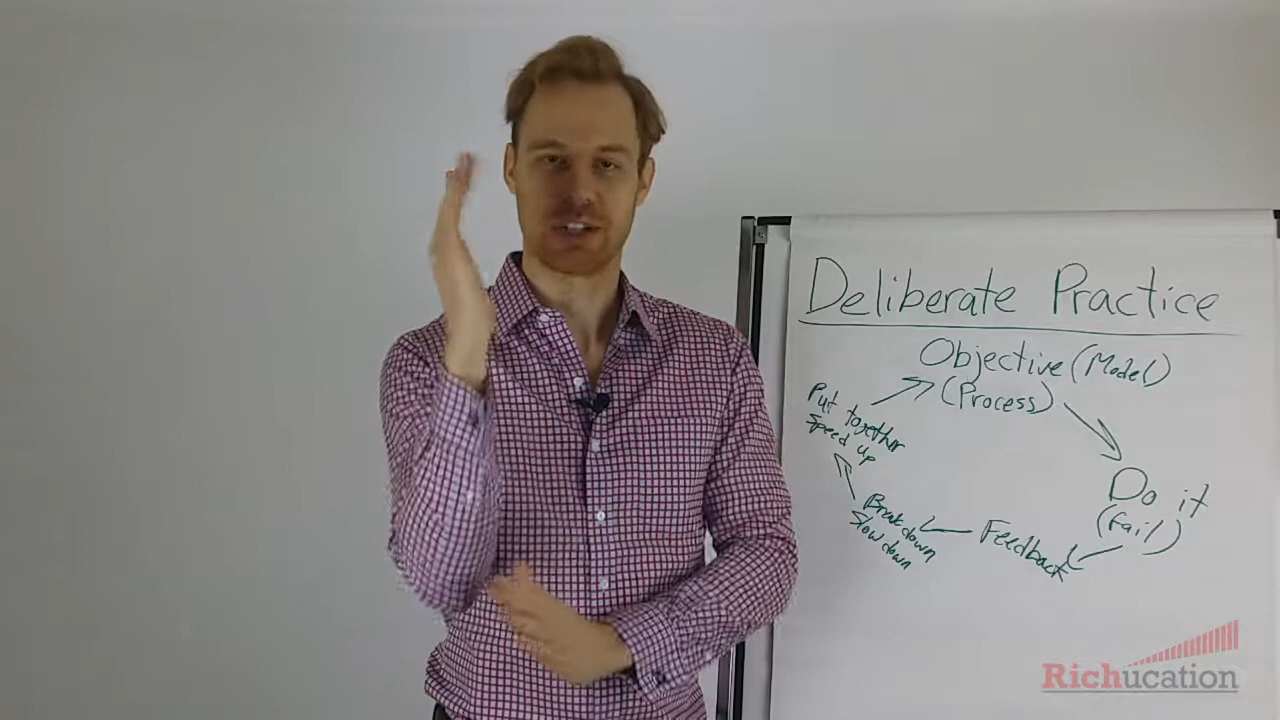 Deliberate Practice
Objective (Model)
(Process)
Do it
(Fail)
Feedback
Break down
Slow down
Put together
Speed up
Richucation